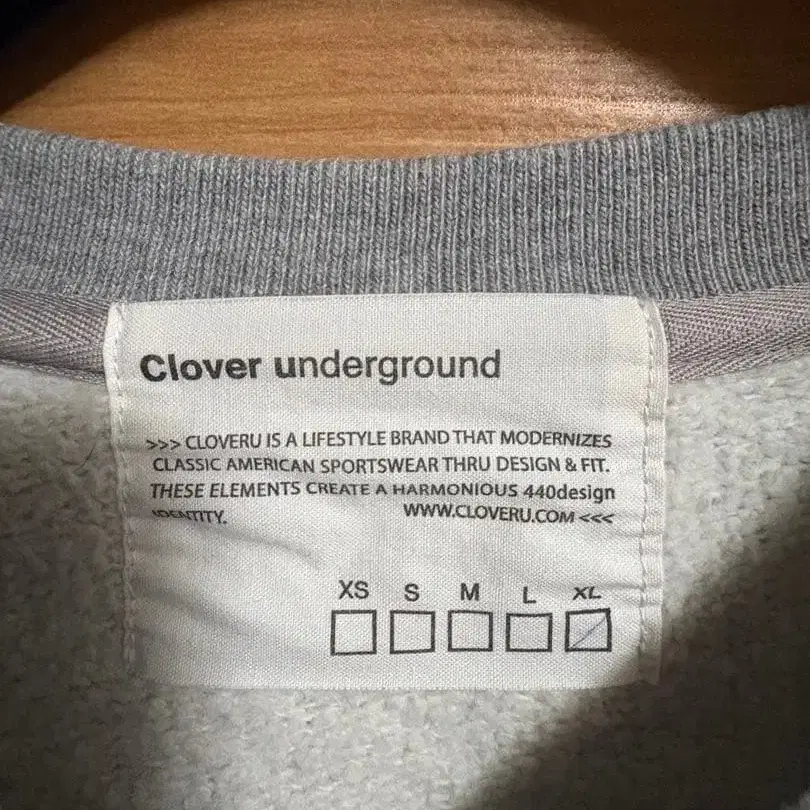 Clover underground
>>> CLOVERU IS A LIFESTYLE BRAND THAT MODERNIZES
CLASSIC AMERICAN SPORTSWEAR THRU DESIGN & FIT.
THESE ELEMENTS CREATE A HARMONIOUS 440design
IDENTITY. WWW.CLOVERU.COM <<<
XS S M L XL